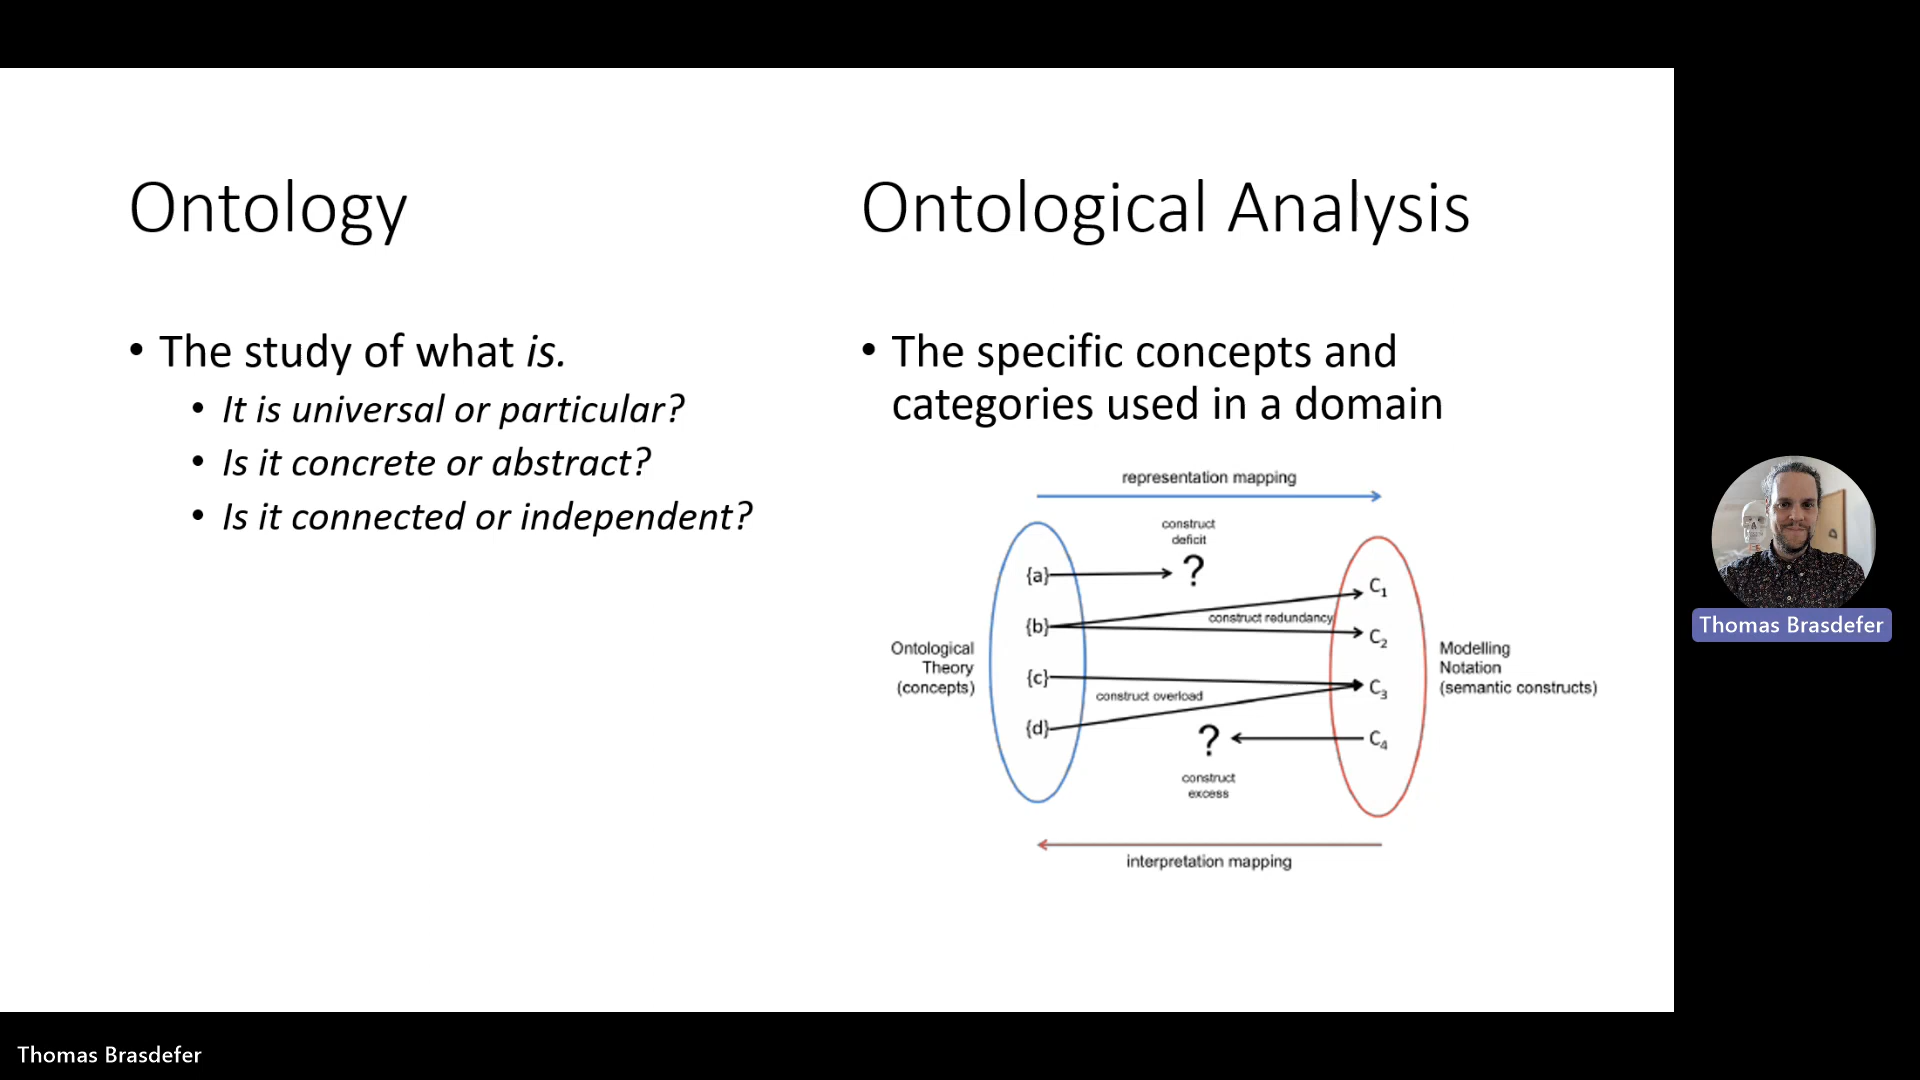 Ontology
• The study of what is.
• It is universal or particular?
• Is it concrete or abstract?
• Is it connected or independent?
Ontological Analysis
• The specific concepts and
categories used in a domain
representation mapping
construct
deficit
{a}
?
C1
{b}
construct redundancy
C2
Ontological
Theory
(concepts)
Modelling
Notation
(semantic constructs)
{c}
construct overload
C3
{d}
?
C4
construct
excess
interpretation mapping
Thomas Brasdefer
Thomas Brasdefer